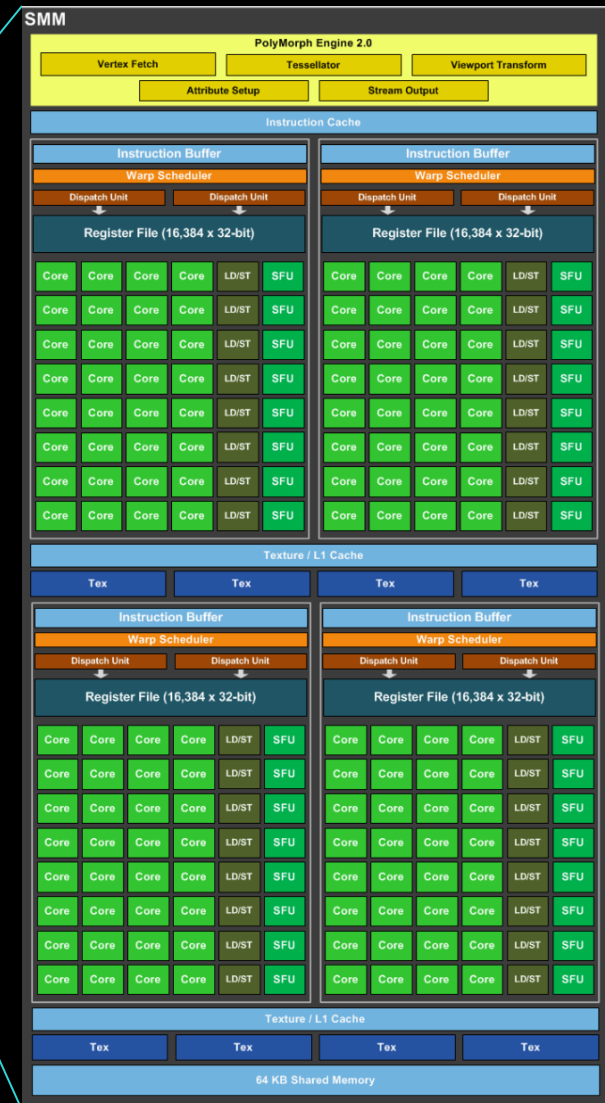 SMM
PolyMorph Engine 2.0
Vertex Fetch Tessellator Viewport Transform
Attribute Setup Stream Output
Instruction Cache
Instruction Buffer Instruction Buffer
Warp Scheduler Warp Scheduler
Dispatch Unit Dispatch Unit Dispatch Unit Dispatch Unit
Register File (16,384 x 32-bit) Register File (16,384 x 32-bit)
Core Core Core Core LD/ST SFU Core Core Core Core LD/ST SFU
Core Core Core Core LD/ST SFU Core Core Core Core LD/ST SFU
Core Core Core Core LD/ST SFU Core Core Core Core LD/ST SFU
Core Core Core Core LD/ST SFU Core Core Core Core LD/ST SFU
Core Core Core Core LD/ST SFU Core Core Core Core LD/ST SFU
Core Core Core Core LD/ST SFU Core Core Core Core LD/ST SFU
Core Core Core Core LD/ST SFU Core Core Core Core LD/ST SFU
Core Core Core Core LD/ST SFU Core Core Core Core LD/ST SFU
Texture / L1 Cache
Tex Tex Tex Tex
Instruction Buffer Instruction Buffer
Warp Scheduler Warp Scheduler
Dispatch Unit Dispatch Unit Dispatch Unit Dispatch Unit
Register File (16,384 x 32-bit) Register File (16,384 x 32-bit)
Core Core Core Core LD/ST SFU Core Core Core Core LD/ST SFU
Core Core Core Core LD/ST SFU Core Core Core Core LD/ST SFU
Core Core Core Core LD/ST SFU Core Core Core Core LD/ST SFU
Core Core Core Core LD/ST SFU Core Core Core Core LD/ST SFU
Core Core Core Core LD/ST SFU Core Core Core Core LD/ST SFU
Core Core Core Core LD/ST SFU Core Core Core Core LD/ST SFU
Core Core Core Core LD/ST SFU Core Core Core Core LD/ST SFU
Core Core Core Core LD/ST SFU Core Core Core Core LD/ST SFU
Texture / L1 Cache
Tex Tex Tex Tex
64 KB Shared Memory